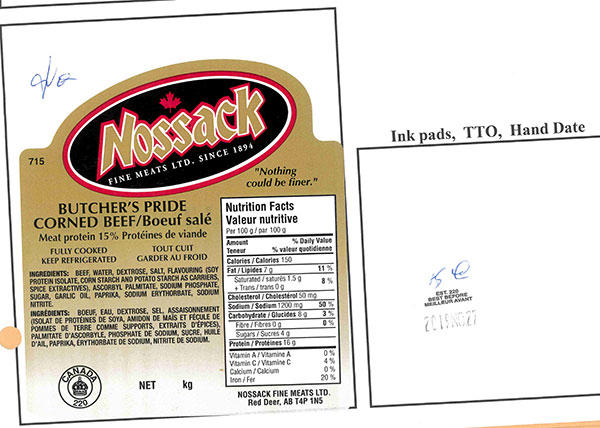 Nossack
FINE MEATS LTD. SINCE 1894
715
"Nothing
could be finer."
BUTCHER'S PRIDE
CORNED BEEF/Boeuf salé
Meat protein 15% Protéines de viande
FULLY COOKED
KEEP REFRIGERATED
TOUT CUIT
GARDER AU FROID
INGREDIENTS: BEEF, WATER, DEXTROSE, SALT, FLAVOURING (SOY
PROTEIN ISOLATE, CORN STARCH AND POTATO STARCH AS CARRIERS,
SPICE EXTRACTIVES), ASCORBYL PALMITATE, SODIUM PHOSPHATE,
SUGAR, GARLIC OIL, PAPRIKA, SODIUM ERYTHORBATE, SODIUM
NITRITE.
INGRÉDIENTS: BOEUF, EAU, DEXTROSE, SEL, ASSAISONNEMENT
(ISOLAT DE PROTÉINES DE SOYA, AMIDON DE MAÏS ET FÉCULE DE
POMMES DE TERRE COMME SUPPORTS, EXTRAITS D'ÉPICES),
PALMITATE D'ASCORBYLE, PHOSPHATE DE SODIUM, SUCRE, HUILE
D'AIL, PAPRIKA, ÉRYTHORBATE DE SODIUM, NITRITE DE SODIUM.
CANADA
220
NET kg
Nutrition Facts
Valeur nutritive
Per 100 g / par 100 g
Amount % Daily Value
Teneur % valeur quotidienne
Calories / Calories 150
Fat / Lipides 7 g 11 %
Saturated / saturés 1.5 g
+ Trans / trans 0 g 8 %
Cholesterol / Cholestérol 50 mg
Sodium / Sodium 1200 mg 50 %
Carbohydrate / Glucides 8 g 3 %
Fibre / Fibres 0 g 0 %
Sugars / Sucres 4 g
Protein / Protéines 16 g
Vitamin A / Vitamine A 0 %
Vitamin C / Vitamine C 4 %
Calcium / Calcium 0 %
Iron / Fer 20 %
NOSSACK FINE MEATS LTD.
Red Deer, AB T4P 1N5
Ink pads, TTO, Hand Date
EST. 220
BEST BEFORE
MEILLEUR AVANT
2019 NO 27